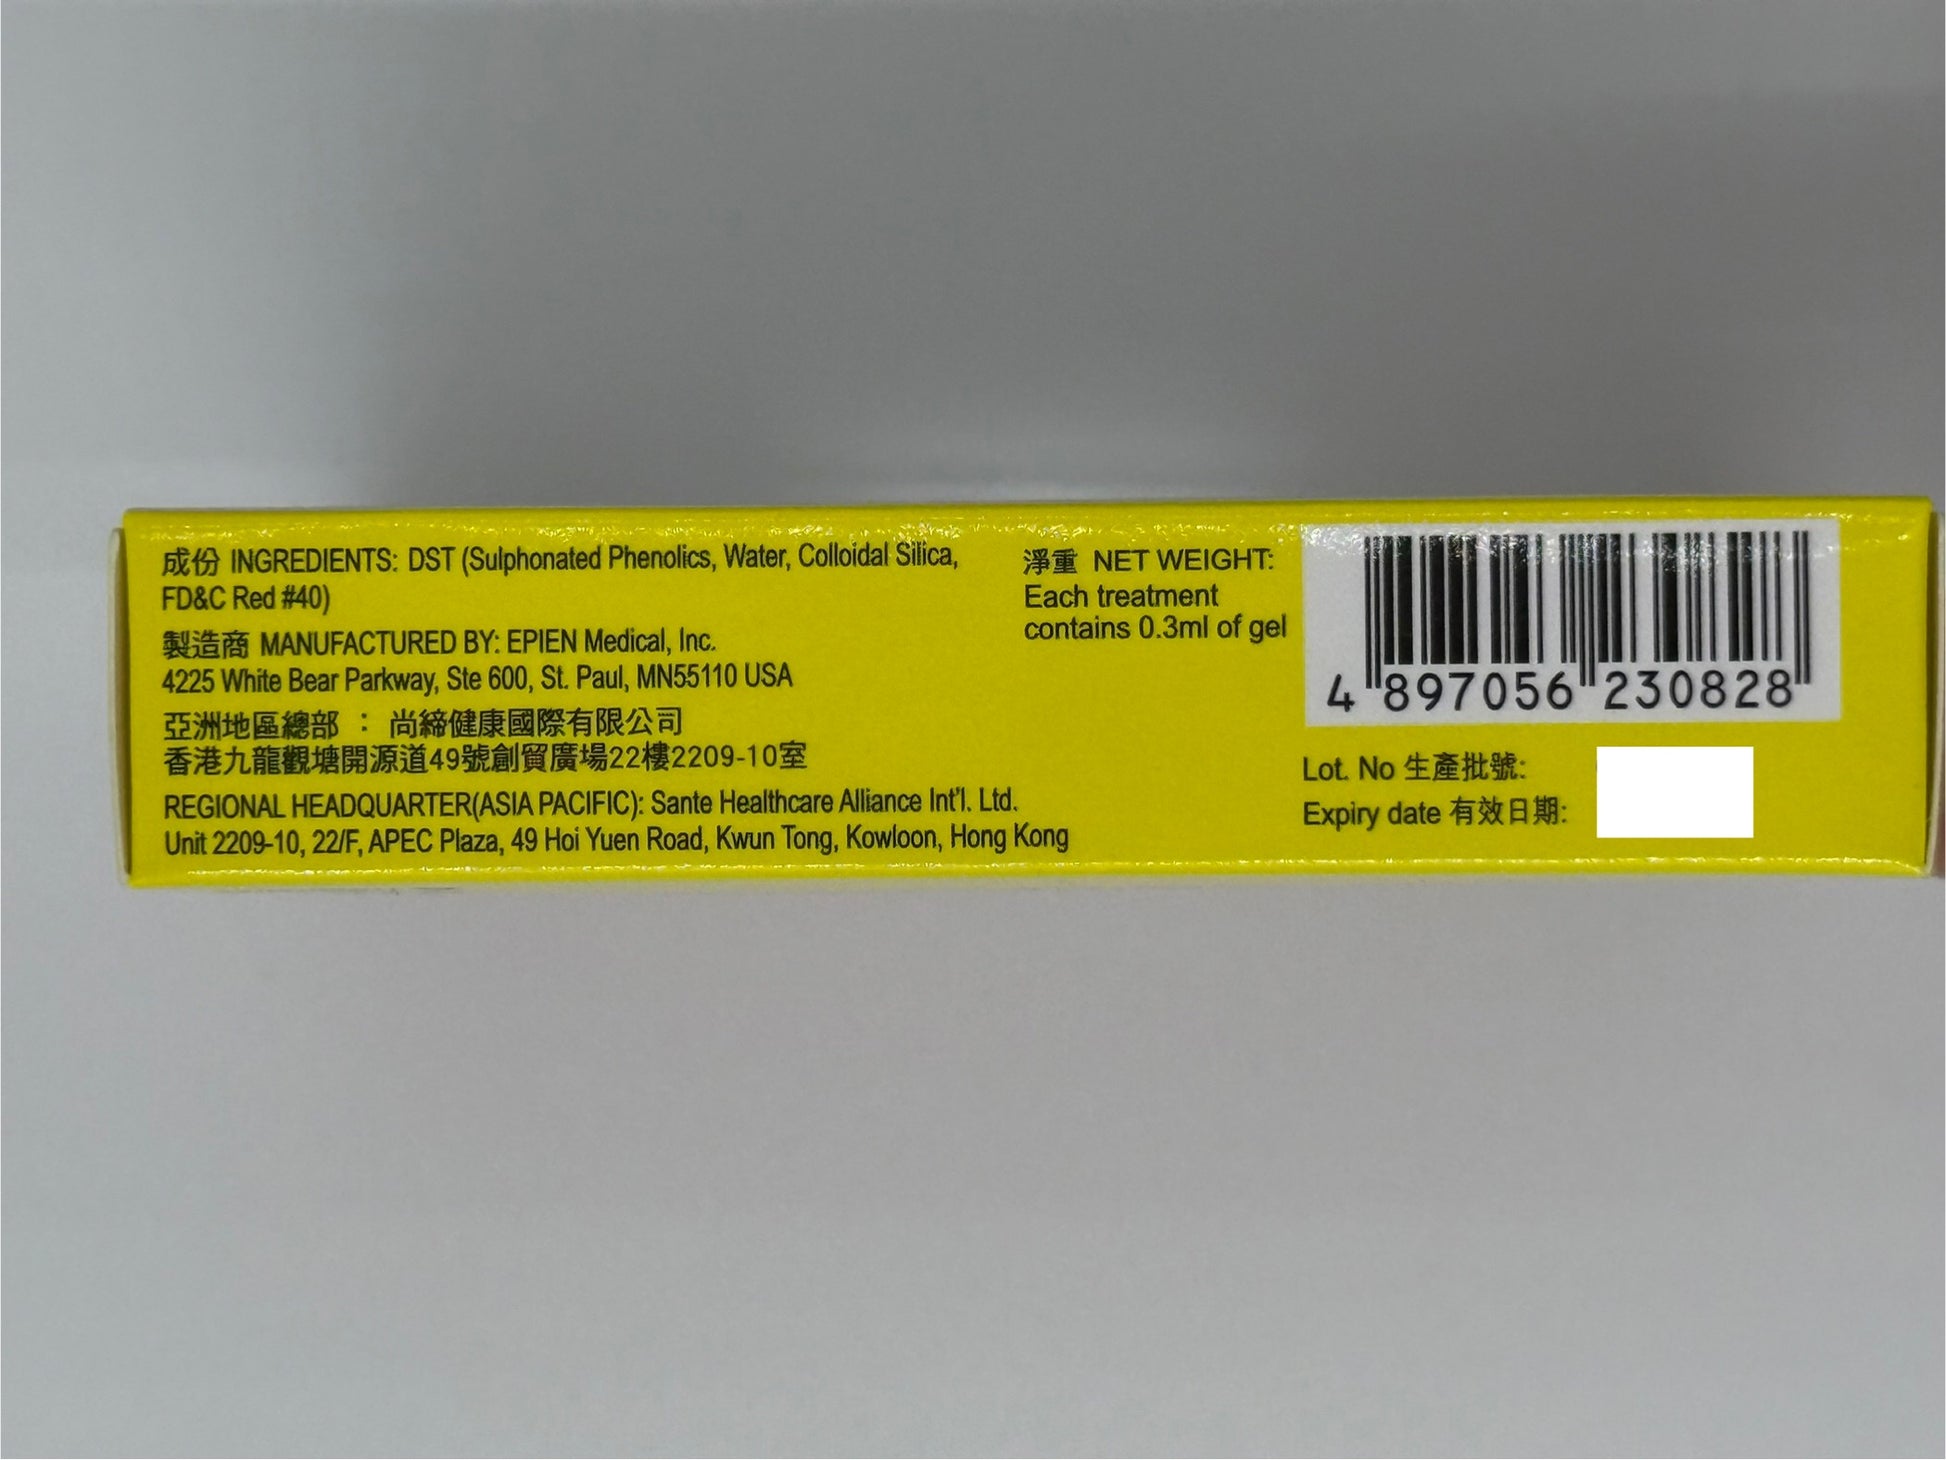 成份 INGREDIENTS: DST (Sulphonated Phenolics, Water, Colloidal Silica,
FD&C Red #40)
製造商 MANUFACTURED BY: EPIEN Medical, Inc.
4225 White Bear Parkway, Ste 600, St. Paul, MN55110 USA
亞洲地區總部 : 尚締健康國際有限公司
香港九龍觀塘開源道49號創貿廣場22樓2209-10室
REGIONAL HEADQUARTER(ASIA PACIFIC): Sante Healthcare Alliance Int'l. Ltd.
Unit 2209-10, 22/F, APEC Plaza, 49 Hoi Yuen Road, Kwun Tong, Kowloon, Hong Kong
淨重 NET WEIGHT:
Each treatment
contains 0.3ml of gel
4 897056 230828
Lot. No 生產批號:
Expiry date 有效日期: